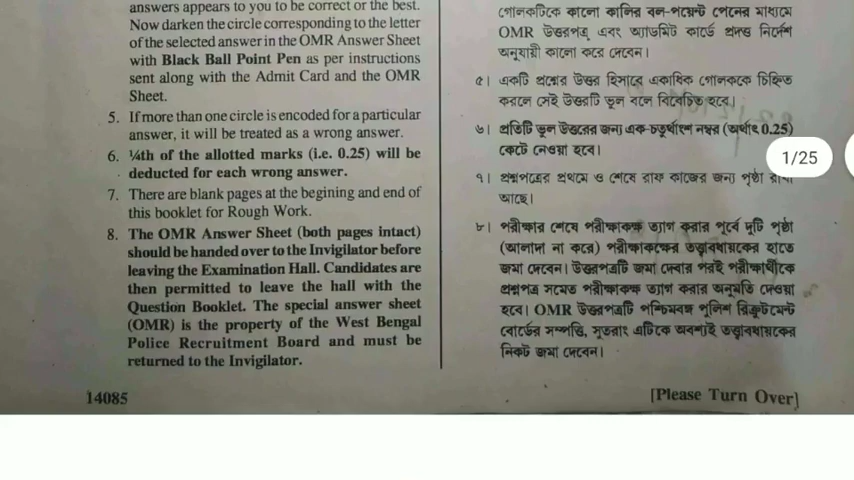 answers appears to you to be correct or the best.
Now darken the circle corresponding to the letter
of the selected answer in the OMR Answer Sheet
with Black Ball Point Pen as per instructions
sent along with the Admit Card and the OMR
Sheet.
5. If more than one circle is encoded for a particular
answer, it will be treated as a wrong answer.
6. ¼th of the allotted marks (i.e. 0.25) will be
deducted for each wrong answer.
7. There are blank pages at the begining and end of
this booklet for Rough Work.
8. The OMR Answer Sheet (both pages intact)
should be handed over to the Invigilator before
leaving the Examination Hall. Candidates are
then permitted to leave the hall with the
Question Booklet. The special answer sheet
(OMR) is the property of the West Bengal
Police Recruitment Board and must be
returned to the Invigilator.
14085
গোলকটিকে কালো কালির বল-পয়েন্ট পেনের মাধ্যমে
OMR উত্তরপত্র এবং অ্যাডমিট কার্ডে প্রদত্ত নির্দেশ
অনুযায়ী কালো করে দেবেন।
৫। একটি প্রশ্নের উত্তর হিসাবে একাধিক গোলককে চিহ্নিত
করলে সেই উত্তরটি ভুল বলে বিবেচিত হবে।
৬। প্রতিটি ভুল উত্তরের জন্য এক-চতুর্থাংশ নম্বর (অর্থাৎ 0.25)
কেটে নেওয়া হবে।
৭। প্রশ্নপত্রের প্রথমে ও শেষে রাফ কাজের জন্য পৃষ্ঠা রাখা
আছে।
৮। পরীক্ষার শেষে পরীক্ষাকক্ষ ত্যাগ করার পূর্বে দুটি পৃষ্ঠা
(আলাদা না করে) পরীক্ষাকক্ষের তত্ত্বাবধায়কের হাতে
জমা দেবেন। উত্তরপত্রটি জমা দেবার পরই পরীক্ষার্থীকে
প্রশ্নপত্র সমেত পরীক্ষাকক্ষ ত্যাগ করার অনুমতি দেওয়া
হবে। OMR উত্তরপত্রটি পশ্চিমবঙ্গ পুলিশ রিক্রুটমেন্ট
বোর্ডের সম্পত্তি, সুতরাং এটিকে অবশ্যই তত্ত্বাবধায়কের
নিকট জমা দেবেন।
[Please Turn Over]
1/25